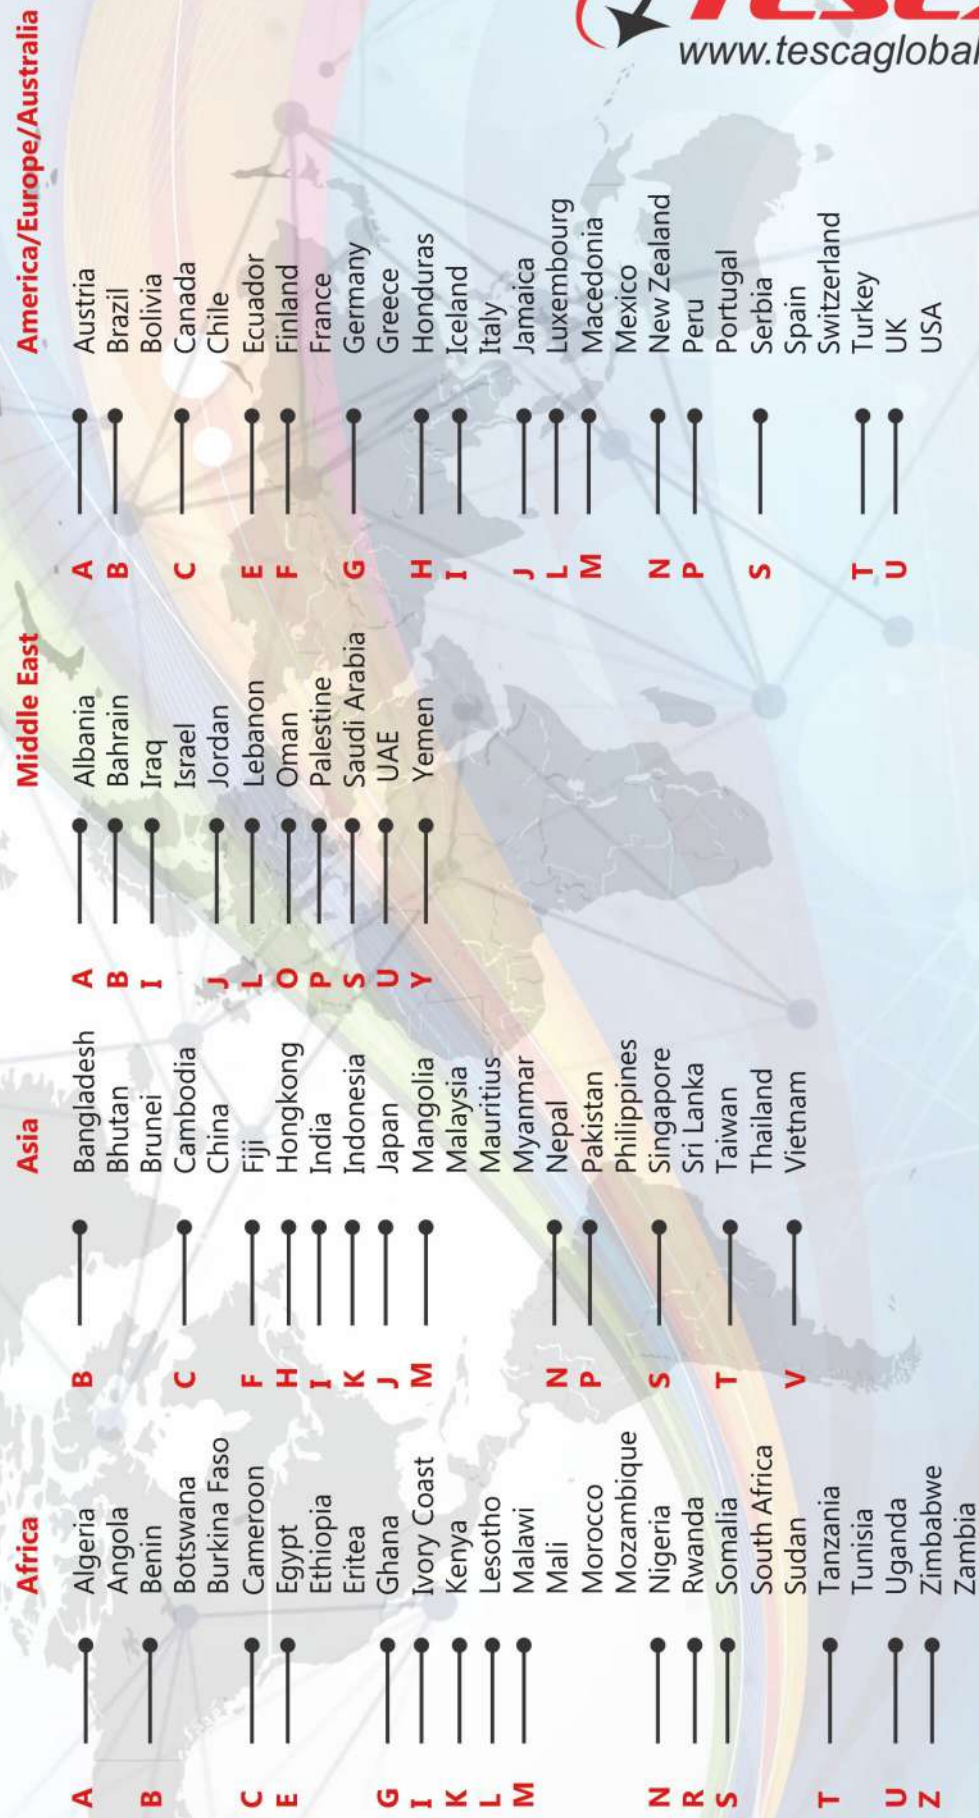 Africa
A Algeria
Angola
B Benin
Botswana
Burkina Faso
C Cameroon
E Egypt
Ethiopia
Eritea
G Ghana
I Ivory Coast
K Kenya
L Lesotho
M Malawi
Mali
Morocco
Mozambique
N Nigeria
R Rwanda
S Somalia
South Africa
Sudan
T Tanzania
Tunisia
U Uganda
Z Zimbabwe
Zambia
Asia
B Bangladesh
Bhutan
Brunei
C Cambodia
China
F Fiji
H Hongkong
I India
K Indonesia
J Japan
M Mangolia
Malaysia
Mauritius
Myanmar
N Nepal
P Pakistan
Philippines
S Singapore
Sri Lanka
T Taiwan
Thailand
V Vietnam
Middle East
A Albania
B Bahrain
I Iraq
Israel
J Jordan
L Lebanon
O Oman
P Palestine
S Saudi Arabia
U UAE
Y Yemen
America/Europe/Australia
A Austria
B Brazil
Bolivia
C Canada
Chile
E Ecuador
F Finland
France
G Germany
Greece
H Honduras
I Iceland
Italy
J Jamaica
L Luxembourg
M Macedonia
Mexico
N New Zealand
P Peru
Portugal
S Serbia
Spain
Switzerland
T Turkey
U UK
USA
TESCA
www.tescaglobal